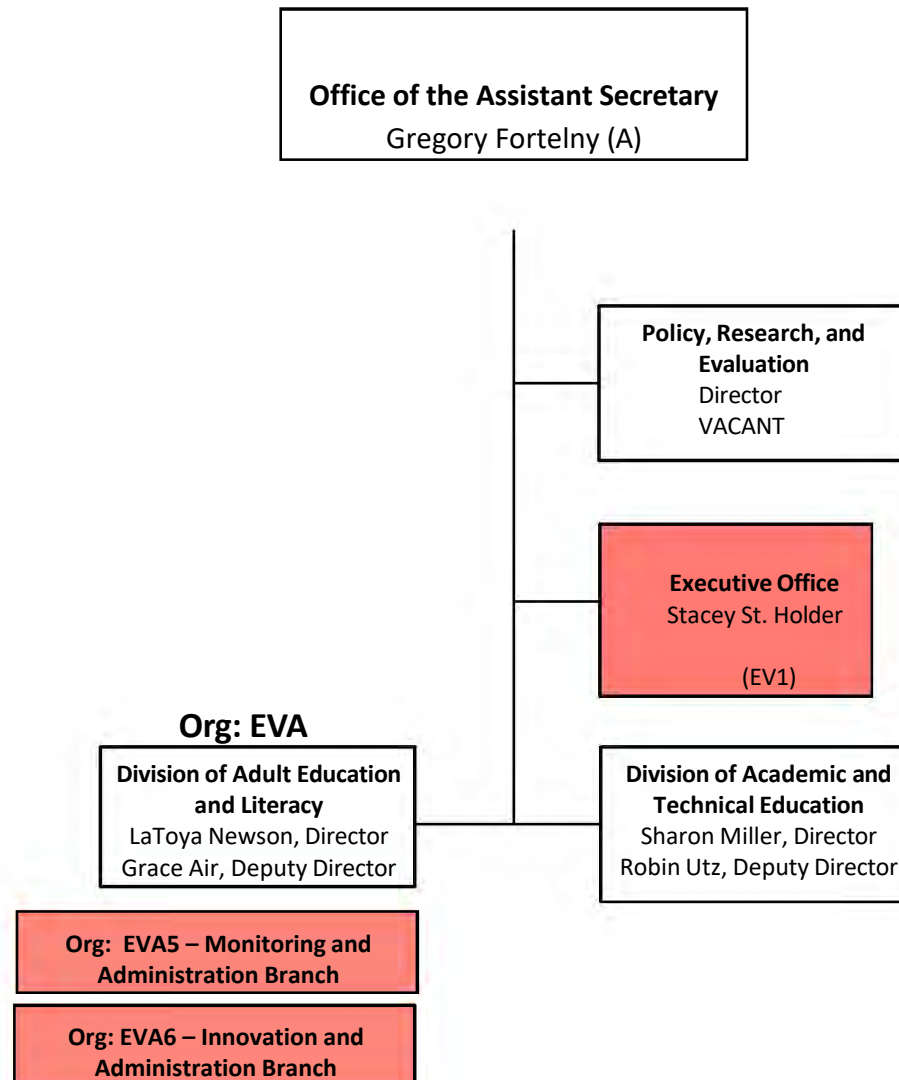 Office of the Assistant Secretary
Gregory Fortelny (A)
Policy, Research, and
Evaluation
Director
VACANT
Executive Office
Stacey St. Holder
(EV1)
Org: EVA
Division of Adult Education
and Literacy
LaToya Newson, Director
Grace Air, Deputy Director
Division of Academic and
Technical Education
Sharon Miller, Director
Robin Utz, Deputy Director
Org:  EVA5 – Monitoring and
Administration Branch
Org: EVA6 – Innovation and
Administration Branch